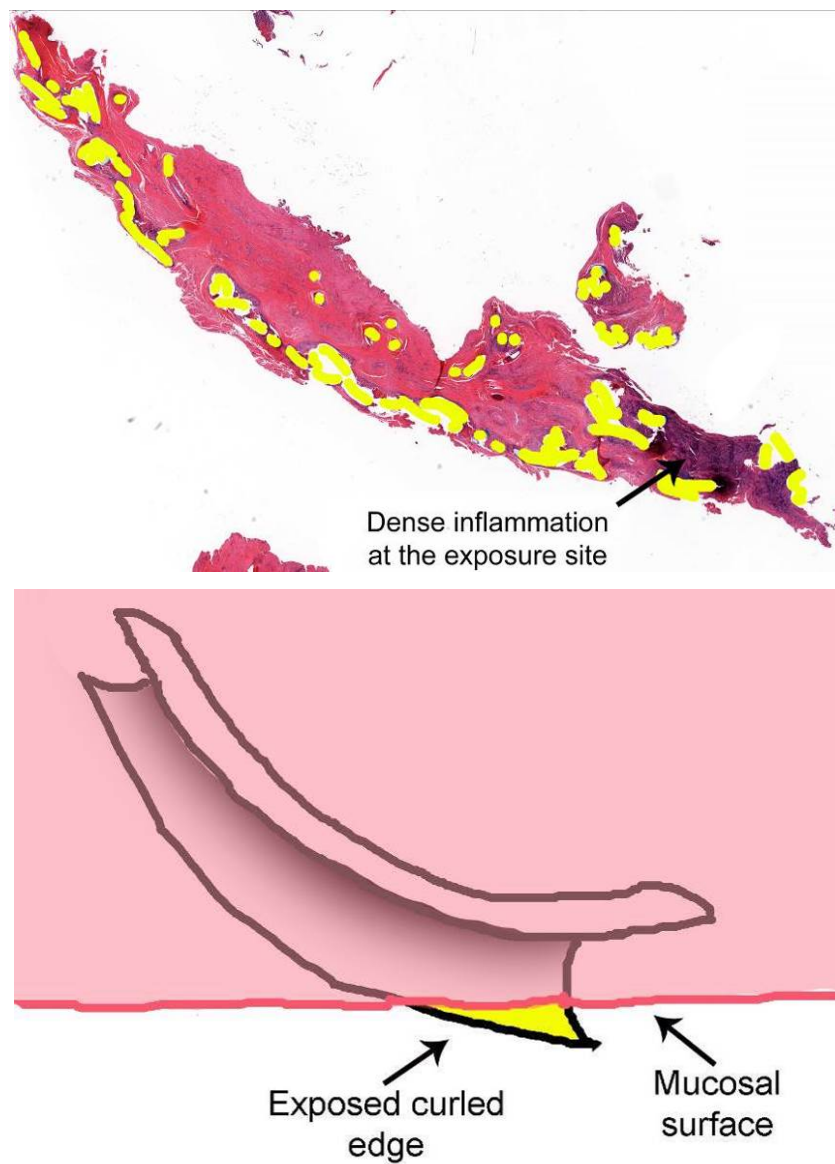 Dense inflammation
at the exposure site
Exposed curled
edge
Mucosal
surface